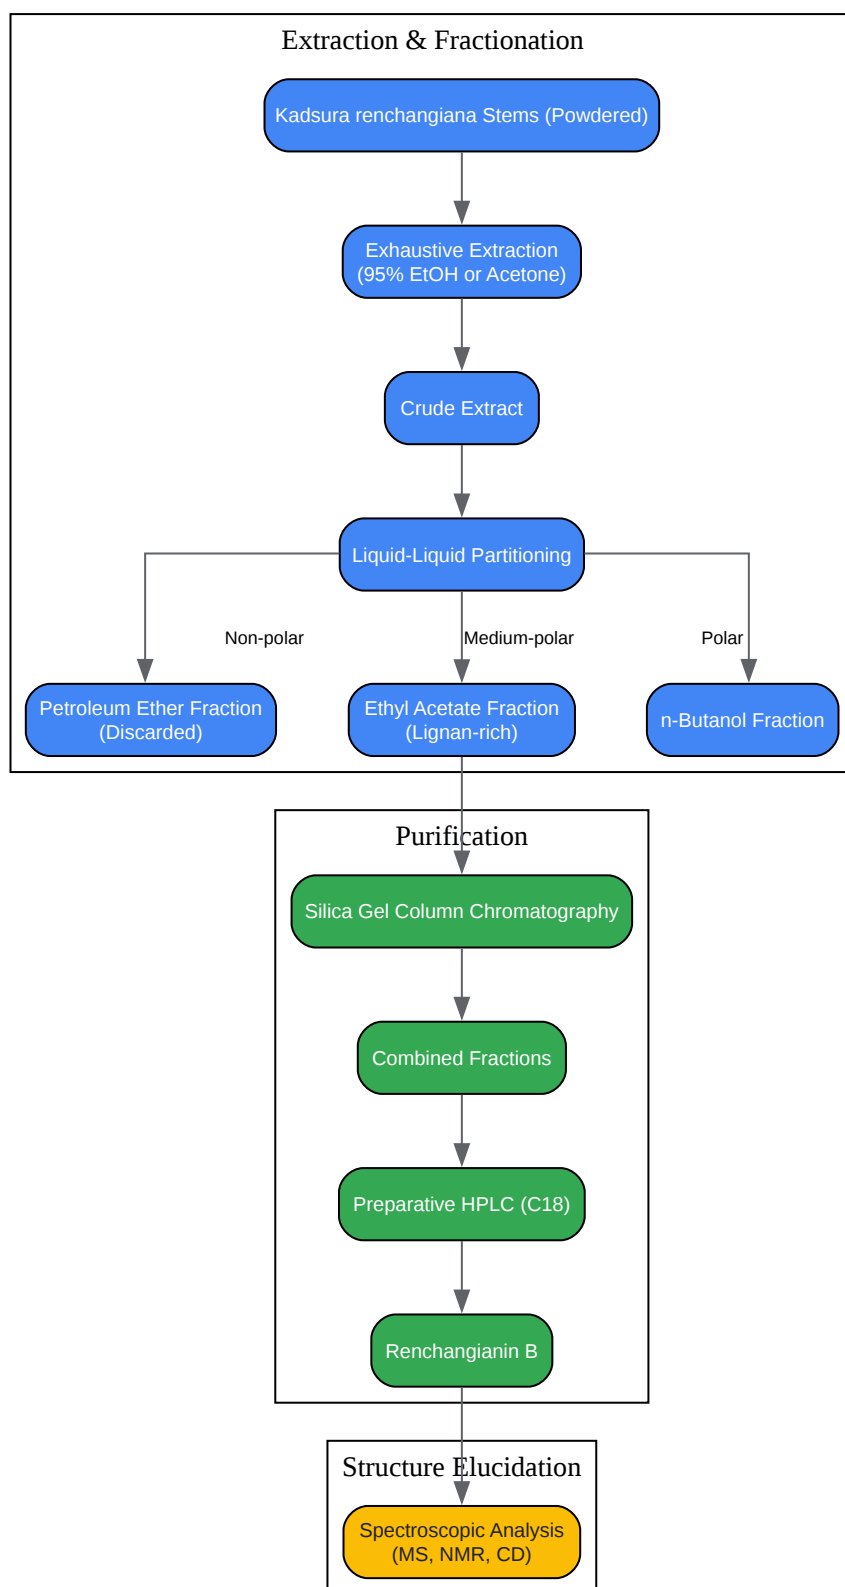 Extraction & Fractionation
Kadsura renchangiana Stems (Powdered)
Exhaustive Extraction
(95% EtOH or Acetone)
Crude Extract
Liquid-Liquid Partitioning
Non-polar
Medium-polar
Polar
Petroleum Ether Fraction
(Discarded)
Ethyl Acetate Fraction
(Lignan-rich)
n-Butanol Fraction
Purification
Silica Gel Column Chromatography
Combined Fractions
Preparative HPLC (C18)
Renchangianin B
Structure Elucidation
Spectroscopic Analysis
(MS, NMR, CD)